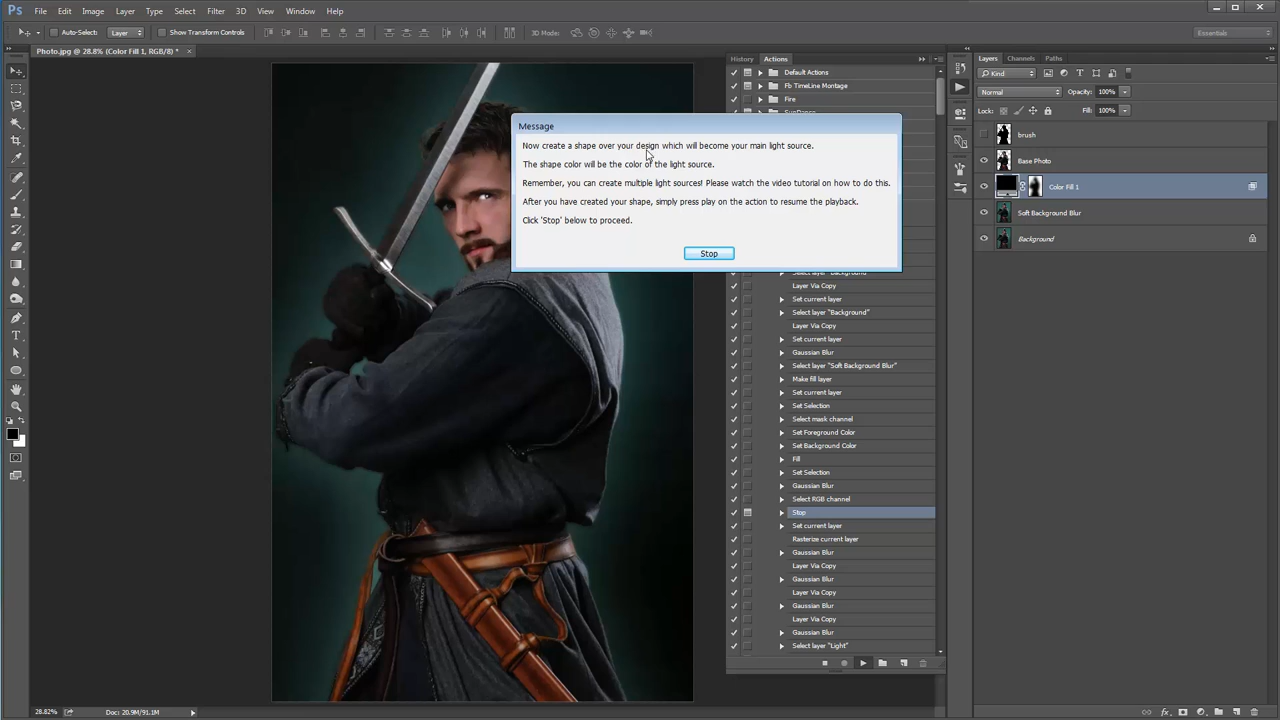 Ps File Edit Image Layer Type Select Filter 3D View Window Help
Auto-Select: Layer Show Transform Controls 3D Mode: Essentials
Photo.jpg @ 28.8% (Color Fill 1, RGB/8) * ×
History Actions
Default Actions
Fb TimeLine Montage
Fire
Message
Now create a shape over your design which will become your main light source.
The shape color will be the color of the light source.
Remember, you can create multiple light sources! Please watch the video tutorial on how to do this.
After you have created your shape, simply press play on the action to resume the playback.
Click 'Stop' below to proceed.
Stop
Layer Via Copy
Set current layer
Select layer "Background"
Layer Via Copy
Set current layer
Gaussian Blur
Select layer "Soft Background Blur"
Make fill layer
Set current layer
Set Selection
Select mask channel
Set Foreground Color
Set Background Color
Fill
Set Selection
Gaussian Blur
Select RGB channel
Stop
Set current layer
Rasterize current layer
Gaussian Blur
Layer Via Copy
Gaussian Blur
Layer Via Copy
Gaussian Blur
Layer Via Copy
Gaussian Blur
Select layer "Light"
Layers Channels Paths
Kind
Normal Opacity: 100%
Lock: Fill: 100%
brush
Base Photo
Color Fill 1
Soft Background Blur
Background
28.82% Doc: 20.9M/91.1M